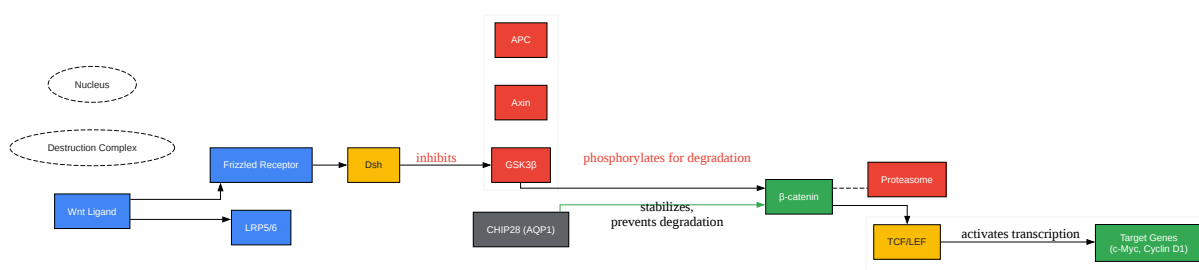 APC
Nucleus
Axin
Destruction Complex
Frizzled Receptor
Dsh
inhibits
GSK3β
phosphorylates for degradation
Proteasome
Wnt Ligand
LRP5/6
CHIP28 (AQP1)
stabilizes,
prevents degradation
β-catenin
TCF/LEF
activates transcription
Target Genes
(c-Myc, Cyclin D1)